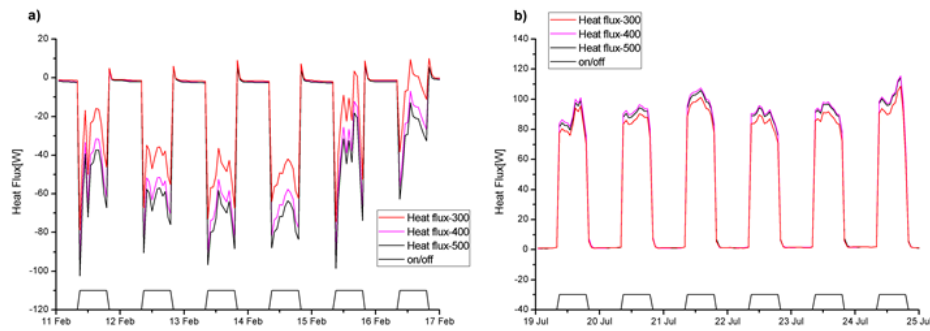 a)
Heat Flux[W]
20
0
-20
-40
-60
-80
-100
-120
Heat flux-300
Heat flux-400
Heat flux-500
on/off
11 Feb 12 Feb 13 Feb 14 Feb 15 Feb 16 Feb 17 Feb
b)
Heat Flux[W]
140
120
100
80
60
40
20
0
-20
-40
Heat flux-300
Heat flux-400
Heat flux-500
on/off
19 Jul 20 Jul 21 Jul 22 Jul 23 Jul 24 Jul 25 Jul